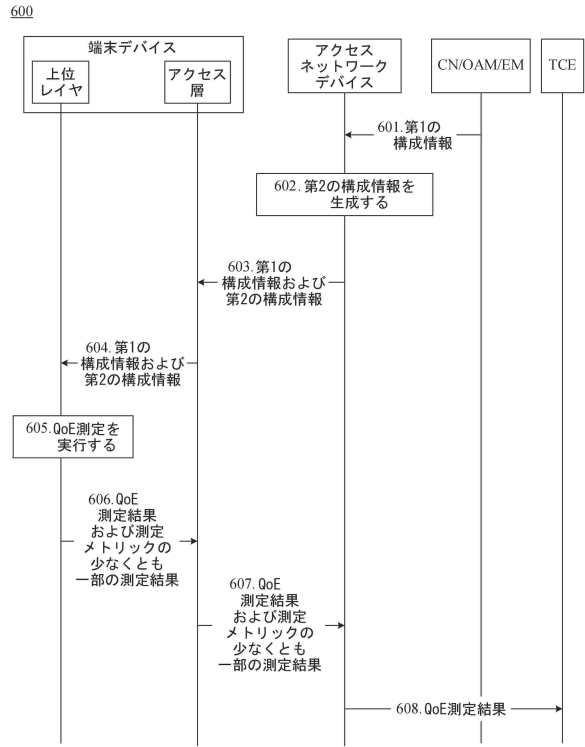 600
端末デバイス
上位
レイヤ
アクセス
層
アクセス
ネットワーク
デバイス
CN/OAM/EM
TCE
601.第1の
構成情報
602.第2の構成情報を
生成する
603.第1の
構成情報および
第2の構成情報
604.第1の
構成情報および
第2の構成情報
605.QoE測定を
実行する
606.QoE
測定結果
および測定
メトリックの
少なくとも
一部の測定結果
607.QoE
測定結果
および測定
メトリックの
少なくとも
一部の測定結果
608.QoE測定結果